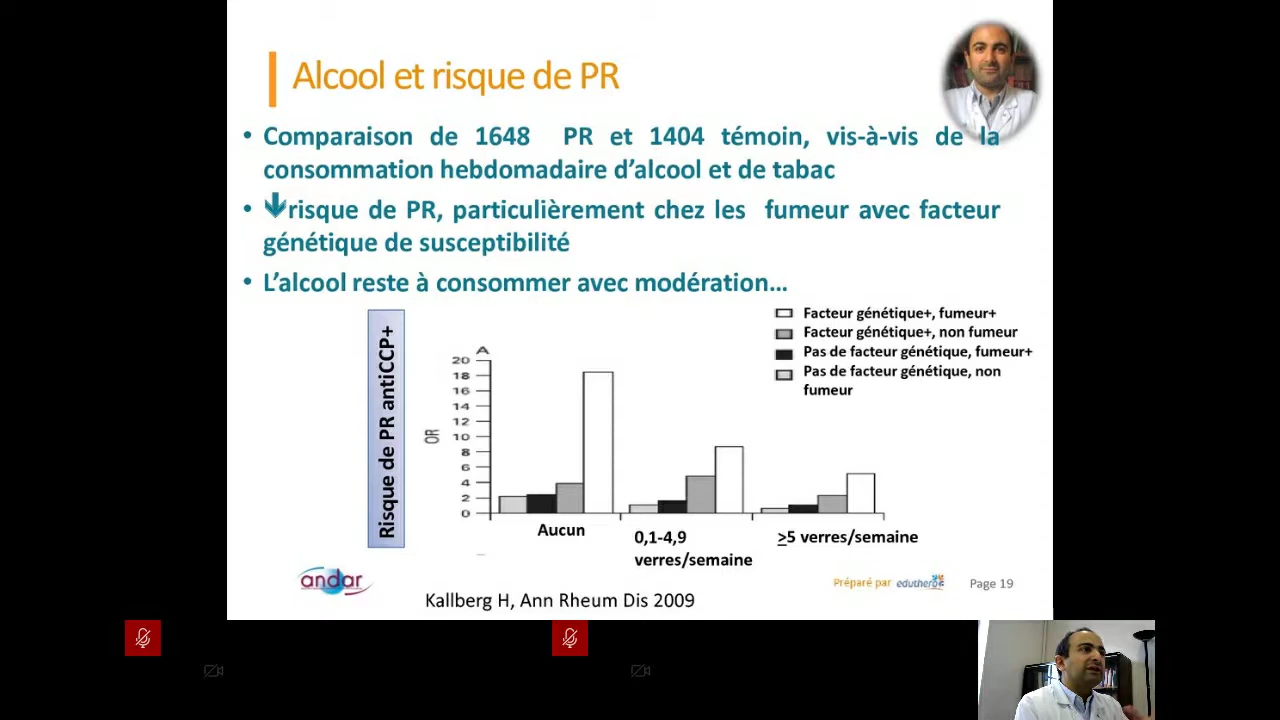 Alcool et risque de PR
• Comparaison de 1648 PR et 1404 témoin, vis-à-vis de la
consommation hebdomadaire d'alcool et de tabac
• risque de PR, particulièrement chez les fumeur avec facteur
génétique de susceptibilité
• L'alcool reste à consommer avec modération…
Facteur génétique+, fumeur+
Facteur génétique+, non fumeur
Pas de facteur génétique, fumeur+
Pas de facteur génétique, non
fumeur
Risque de PR antiCCP+
A
OR
20
18
16
14
12
10
8
6
4
2
0
Aucun
0,1-4,9
verres/semaine
>5 verres/semaine
andar
Préparé par eduthera
Page 19
Kallberg H, Ann Rheum Dis 2009